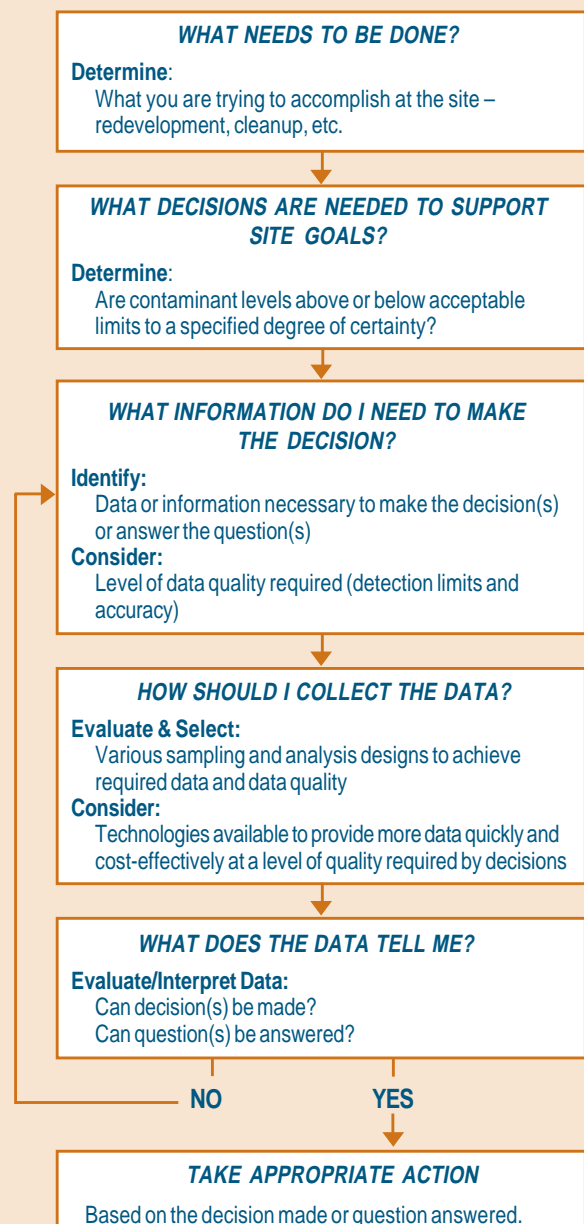 WHAT NEEDS TO BE DONE?
Determine:
What you are trying to accomplish at the site –
redevelopment, cleanup, etc.
WHAT DECISIONS ARE NEEDED TO SUPPORT
SITE GOALS?
Determine:
Are contaminant levels above or below acceptable
limits to a specified degree of certainty?
WHAT INFORMATION DO I NEED TO MAKE
THE DECISION?
Identify:
Data or information necessary to make the decision(s)
or answer the question(s)
Consider:
Level of data quality required (detection limits and
accuracy)
HOW SHOULD I COLLECT THE DATA?
Evaluate & Select:
Various sampling and analysis designs to achieve
required data and data quality
Consider:
Technologies available to provide more data quickly and
cost-effectively at a level of quality required by decisions
WHAT DOES THE DATA TELL ME?
Evaluate/Interpret Data:
Can decision(s) be made?
Can question(s) be answered?
NO YES
TAKE APPROPRIATE ACTION
Based on the decision made or question answered.